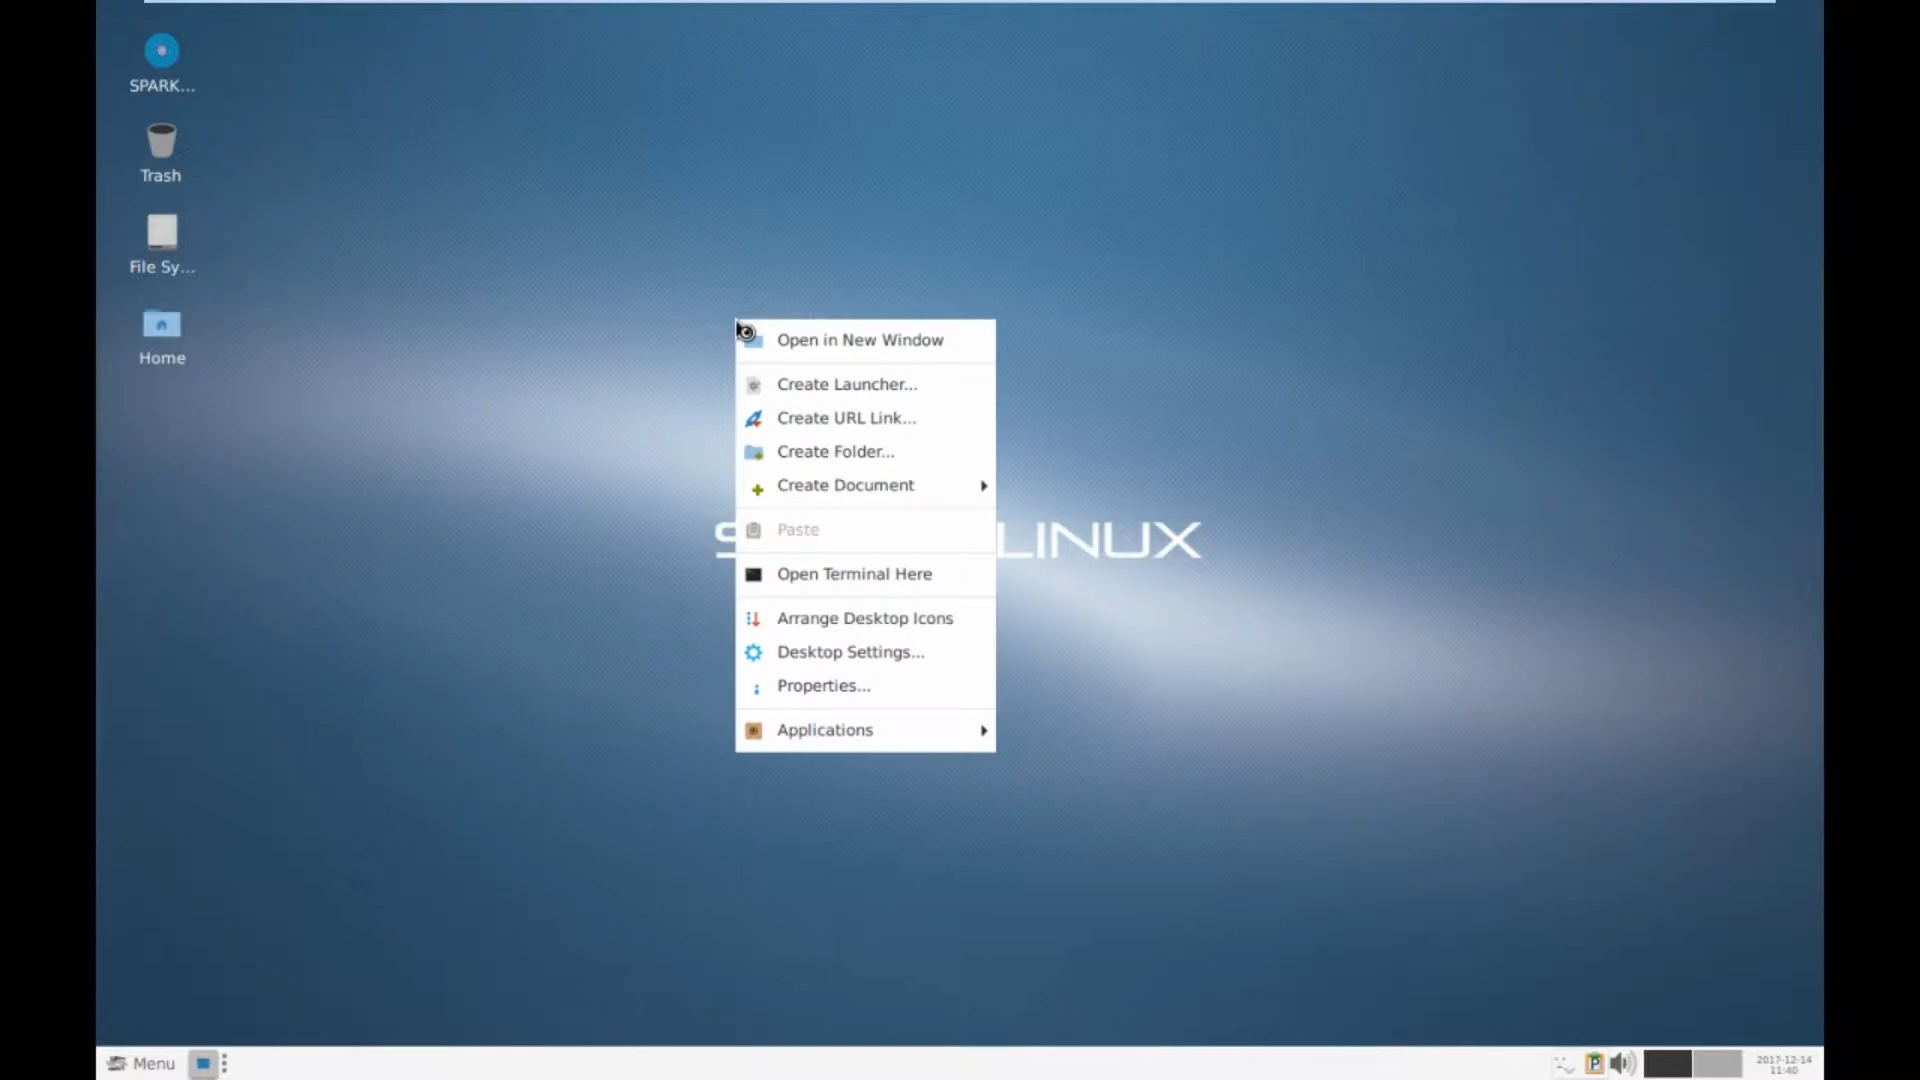 SPARK...
Trash
File Sy...
Home
Open in New Window
Create Launcher...
Create URL Link...
Create Folder...
Create Document
Paste
Open Terminal Here
Arrange Desktop Icons
Desktop Settings...
Properties...
Applications
S LINUX
Menu
2017-12-14
11:40